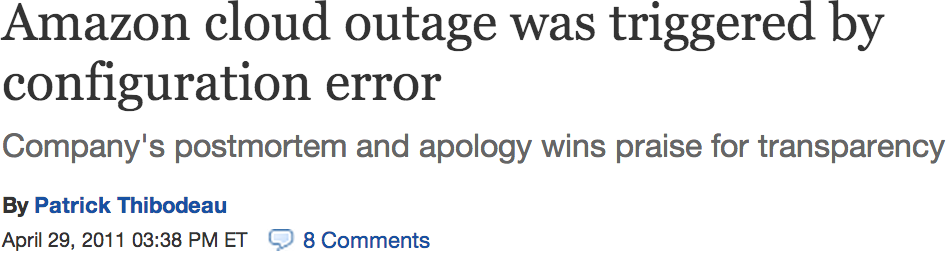 Amazon cloud outage was triggered by
configuration error
Company's postmortem and apology wins praise for transparency
By Patrick Thibodeau
April 29, 2011 03:38 PM ET 8 Comments